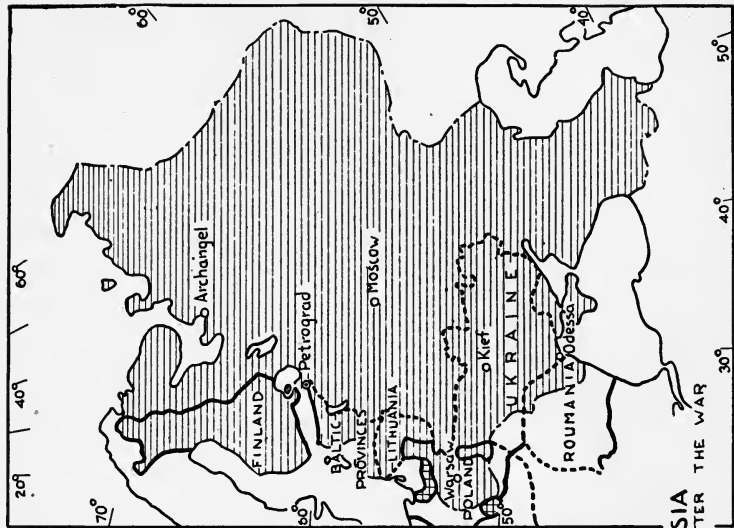 20°
40°
60°
60°
50
40°
50°
70°
60°
50°
30°
40°
Archangel
FINLAND
Petrograd
BALTIC
PROVINCES
Moscow
LITHUANIA
Warsaw
POLAND
Kief
UKRAINE
ROUMANIA
Odessa
SIA
TER THE WAR